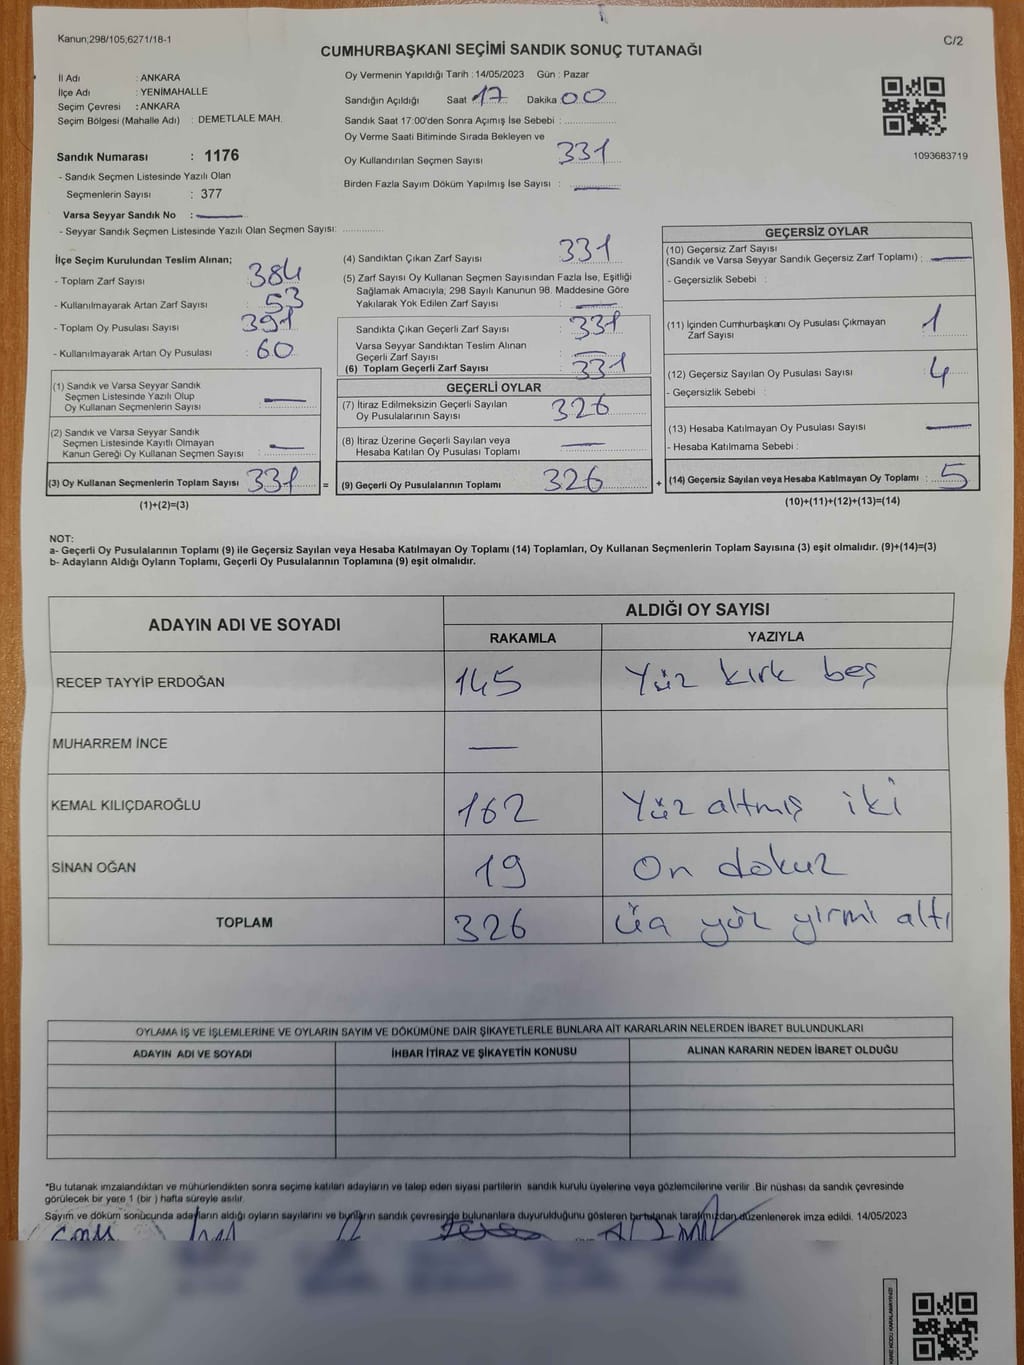 Kanun;298/105;6271/18-1
C/2
CUMHURBAŞKANI SEÇİMİ SANDIK SONUÇ TUTANAĞI
İl Adı : ANKARA
İlçe Adı : YENİMAHALLE
Seçim Çevresi : ANKARA
Seçim Bölgesi (Mahalle Adı) : DEMETLALE MAH.
Sandık Numarası : 1176
- Sandık Seçmen Listesinde Yazılı Olan
Seçmenlerin Sayısı : 377
Varsa Seyyar Sandık No : —
- Seyyar Sandık Seçmen Listesinde Yazılı Olan Seçmen Sayısı:
Oy Vermenin Yapıldığı Tarih : 14/05/2023 Gün : Pazar
Sandığın Açıldığı Saat 17 Dakika 00
Sandık Saat 17:00'den Sonra Açımış İse Sebebi :
Oy Verme Saati Bitiminde Sırada Bekleyen ve
Oy Kullandırılan Seçmen Sayısı 331
Birden Fazla Sayım Döküm Yapılmış İse Sayısı : —
1093683719
İlçe Seçim Kurulundan Teslim Alınan;
- Toplam Zarf Sayısı : 384
- Kullanılmayarak Artan Zarf Sayısı : 53
- Toplam Oy Pusulası Sayısı : 391
- Kullanılmayarak Artan Oy Pusulası : 60
(1) Sandık ve Varsa Seyyar Sandık
Seçmen Listesinde Yazılı Olup
Oy Kullanan Seçmenlerin Sayısı : —
(2) Sandık ve Varsa Seyyar Sandık
Seçmen Listesinde Kayıtlı Olmayan
Kanun Gereği Oy Kullanan Seçmen Sayısı : —
(3) Oy Kullanan Seçmenlerin Toplam Sayısı : 331 =
(1)+(2)=(3)
(4) Sandıktan Çıkan Zarf Sayısı : 331
(5) Zarf Sayısı Oy Kullanan Seçmen Sayısından Fazla İse, Eşitliği
Sağlamak Amacıyla, 298 Sayılı Kanunun 98. Maddesine Göre
Yakılarak Yok Edilen Zarf Sayısı : —
Sandıkta Çıkan Geçerli Zarf Sayısı : 331
Varsa Seyyar Sandıktan Teslim Alınan
Geçerli Zarf Sayısı : —
(6) Toplam Geçerli Zarf Sayısı : 331
GEÇERLİ OYLAR
(7) İtiraz Edilmeksizin Geçerli Sayılan
Oy Pusulalarının Sayısı : 326
(8) İtiraz Üzerine Geçerli Sayılan veya
Hesaba Katılan Oy Pusulası Toplamı : —
(9) Geçerli Oy Pusulalarının Toplamı : 326 +
GEÇERSİZ OYLAR
(10) Geçersiz Zarf Sayısı
(Sandık ve Varsa Seyyar Sandık Geçersiz Zarf Toplamı) : —
- Geçersizlik Sebebi :
(11) İçinden Cumhurbaşkanı Oy Pusulası Çıkmayan
Zarf Sayısı : 1
(12) Geçersiz Sayılan Oy Pusulası Sayısı : 4
- Geçersizlik Sebebi :
(13) Hesaba Katılmayan Oy Pusulası Sayısı : —
- Hesaba Katılmama Sebebi :
(14) Geçersiz Sayılan veya Hesaba Katılmayan Oy Toplamı : 5
(10)+(11)+(12)+(13)=(14)
NOT:
a- Geçerli Oy Pusulalarının Toplamı (9) ile Geçersiz Sayılan veya Hesaba Katılmayan Oy Toplamı (14) Toplamları, Oy Kullanan Seçmenlerin Toplam Sayısına (3) eşit olmalıdır. (9)+(14)=(3)
b- Adayların Aldığı Oyların Toplamı, Geçerli Oy Pusulalarının Toplamına (9) eşit olmalıdır.
ADAYIN ADI VE SOYADI
ALDIĞI OY SAYISI
RAKAMLA YAZIYLA
RECEP TAYYİP ERDOĞAN 145 Yüz kırk beş
MUHARREM İNCE —
KEMAL KILIÇDAROĞLU 162 Yüz altmış iki
SİNAN OĞAN 19 On dokuz
TOPLAM 326 üç yüz yirmi altı
OYLAMA İŞ VE İŞLEMLERİNE VE OYLARIN SAYIM VE DÖKÜMÜNE DAİR ŞİKAYETLERLE BUNLARA AİT KARARLARIN NELERDEN İBARET BULUNDUKLARI
ADAYIN ADI VE SOYADI İHBAR İTİRAZ VE ŞİKAYETİN KONUSU ALINAN KARARIN NEDEN İBARET OLDUĞU
*Bu tutanak imzalandıktan ve mühürlendikten sonra seçime katılan adayların ve talep eden siyasi partilerin sandık kurulu üyelerine veya gözlemcilerine verilir. Bir nüshası da sandık çevresinde
görülecek bir yere 1 (bir ) hafta süreyle asılır.
Sayım ve döküm sonucunda adayların aldığı oyların sayılarını ve bunların sandık çevresinde bulunanlara duyurulduğunu gösteren bu tutanak tarafımızdan düzenlenerek imza edildi. 14/05/2023